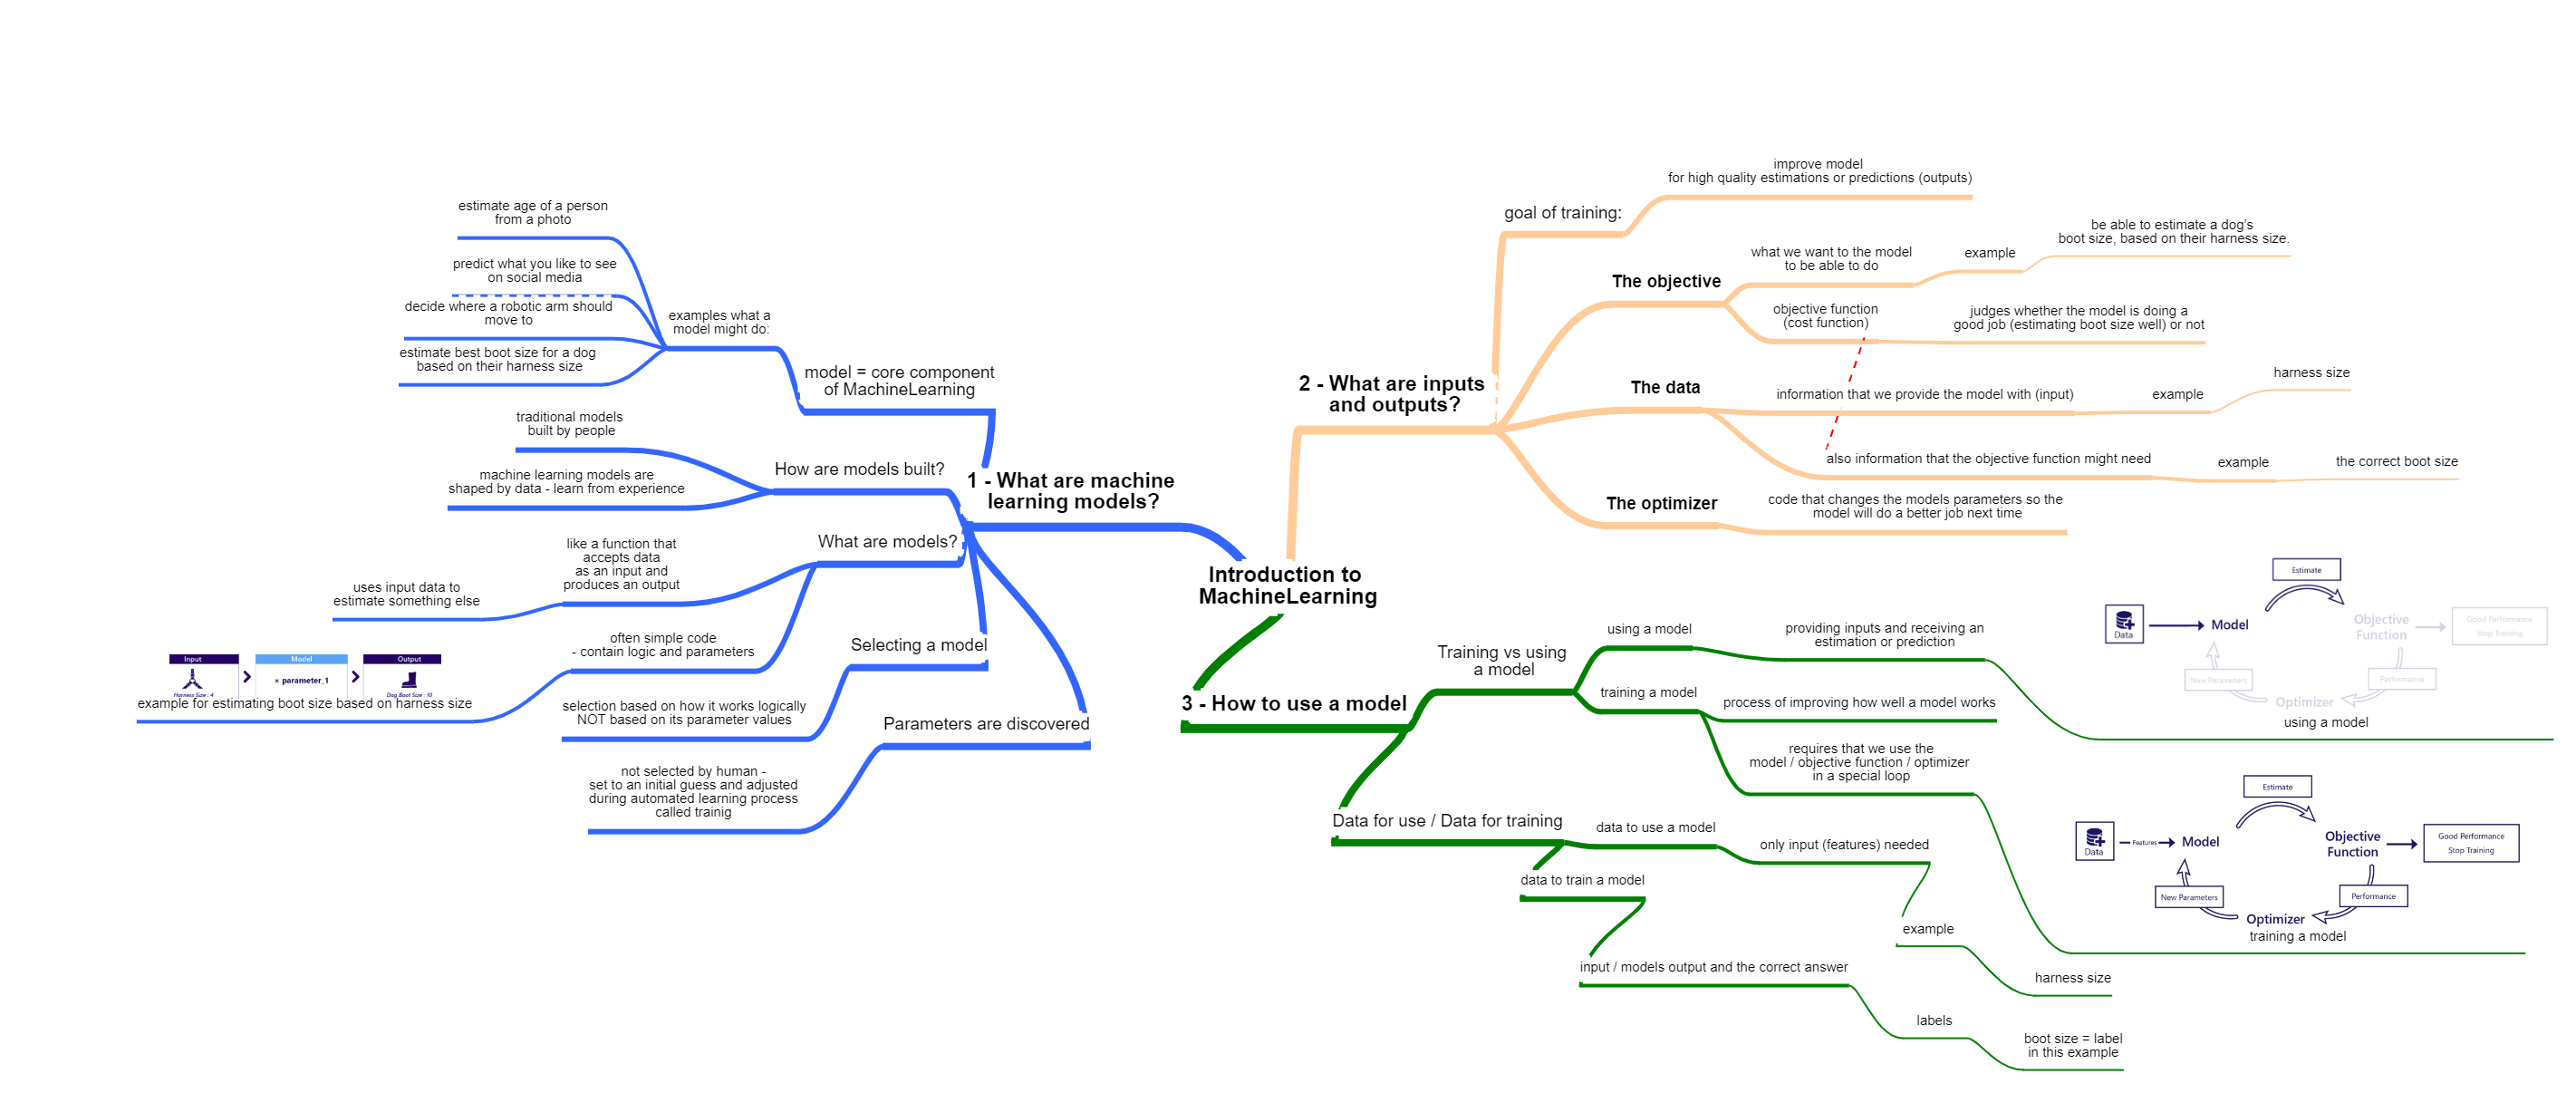 Introduction to
MachineLearning
1 - What are machine
learning models?
model = core component
of MachineLearning
examples what a
model might do:
estimate age of a person
from a photo
predict what you like to see
on social media
decide where a robotic arm should
move to
estimate best boot size for a dog
based on their harness size
How are models built?
traditional models
built by people
machine learning models are
shaped by data - learn from experience
What are models?
like a function that
accepts data
as an input and
produces an output
uses input data to
estimate something else
often simple code
- contain logic and parameters
Input
Model
Output
× parameter_1
Harness Size : 4
Dog Boot Size : 10
example for estimating boot size based on harness size
Selecting a model
selection based on how it works logically
NOT based on its parameter values
Parameters are discovered
not selected by human -
set to an initial guess and adjusted
during automated learning process
called trainig
2 - What are inputs
and outputs?
goal of training:
improve model
for high quality estimations or predictions (outputs)
The objective
what we want to the model
to be able to do
example
be able to estimate a dog's
boot size, based on their harness size.
objective function
(cost function)
judges whether the model is doing a
good job (estimating boot size well) or not
The data
information that we provide the model with (input)
example
harness size
also information that the objective function might need
example
the correct boot size
The optimizer
code that changes the models parameters so the
model will do a better job next time
3 - How to use a model
Training vs using
a model
using a model
providing inputs and receiving an
estimation or prediction
Estimate
Data
Model
Objective
Function
Good Performance
Stop Training
New Parameters
Performance
Optimizer
using a model
training a model
process of improving how well a model works
requires that we use the
model / objective function / optimizer
in a special loop
Estimate
Data
Features
Model
Objective
Function
Good Performance
Stop Training
New Parameters
Performance
Optimizer
training a model
Data for use / Data for training
data to use a model
only input (features) needed
example
harness size
data to train a model
input / models output and the correct answer
labels
boot size = label
in this example